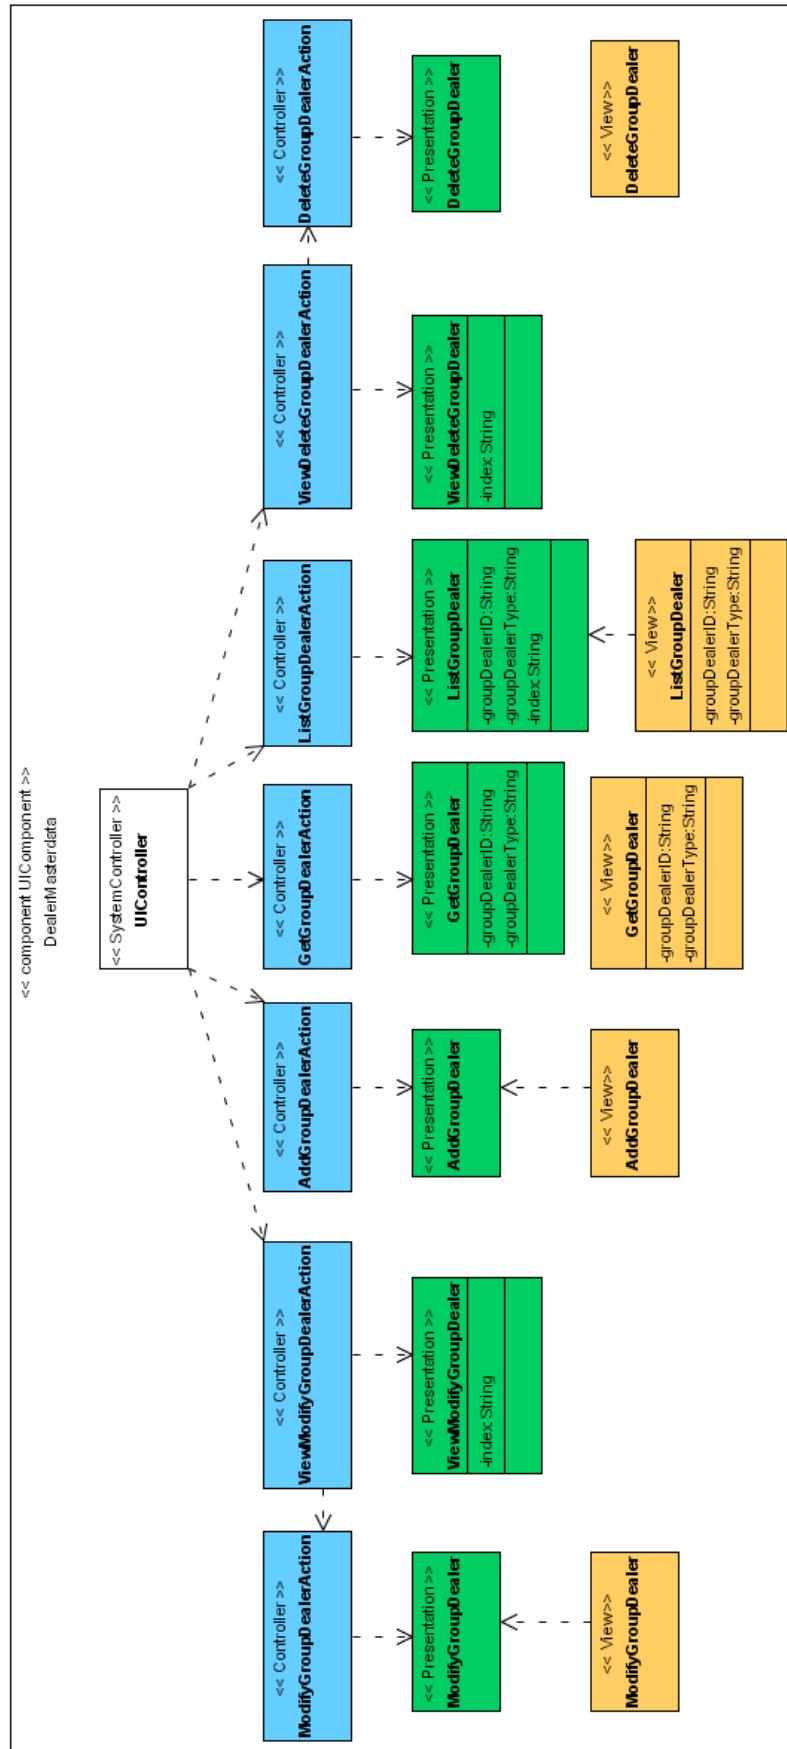 << component UIComponent >>
DealerMasterdata
<< SystemController >>
UIController
<< Controller >>
ModifyGroupDealerAction
<< Controller >>
ViewModifyGroupDealerAction
<< Controller >>
AddGroupDealerAction
<< Controller >>
GetGroupDealerAction
<< Controller >>
ListGroupDealerAction
<< Controller >>
ViewDeleteGroupDealerAction
<< Controller >>
DeleteGroupDealerAction
<< Presentation >>
ModifyGroupDealer
<< Presentation >>
ViewModifyGroupDealer
-index:String
<< Presentation >>
AddGroupDealer
<< Presentation >>
GetGroupDealer
-groupDealerID:String
-groupDealerType:String
<< Presentation >>
ListGroupDealer
-groupDealerID:String
-groupDealerType:String
-index:String
<< Presentation >>
ViewDeleteGroupDealer
-index:String
<< Presentation >>
DeleteGroupDealer
<< View>>
ModifyGroupDealer
<< View>>
AddGroupDealer
<< View>>
GetGroupDealer
-groupDealerID:String
-groupDealerType:String
<< View>>
ListGroupDealer
-groupDealerID:String
-groupDealerType:String
<< View>>
DeleteGroupDealer